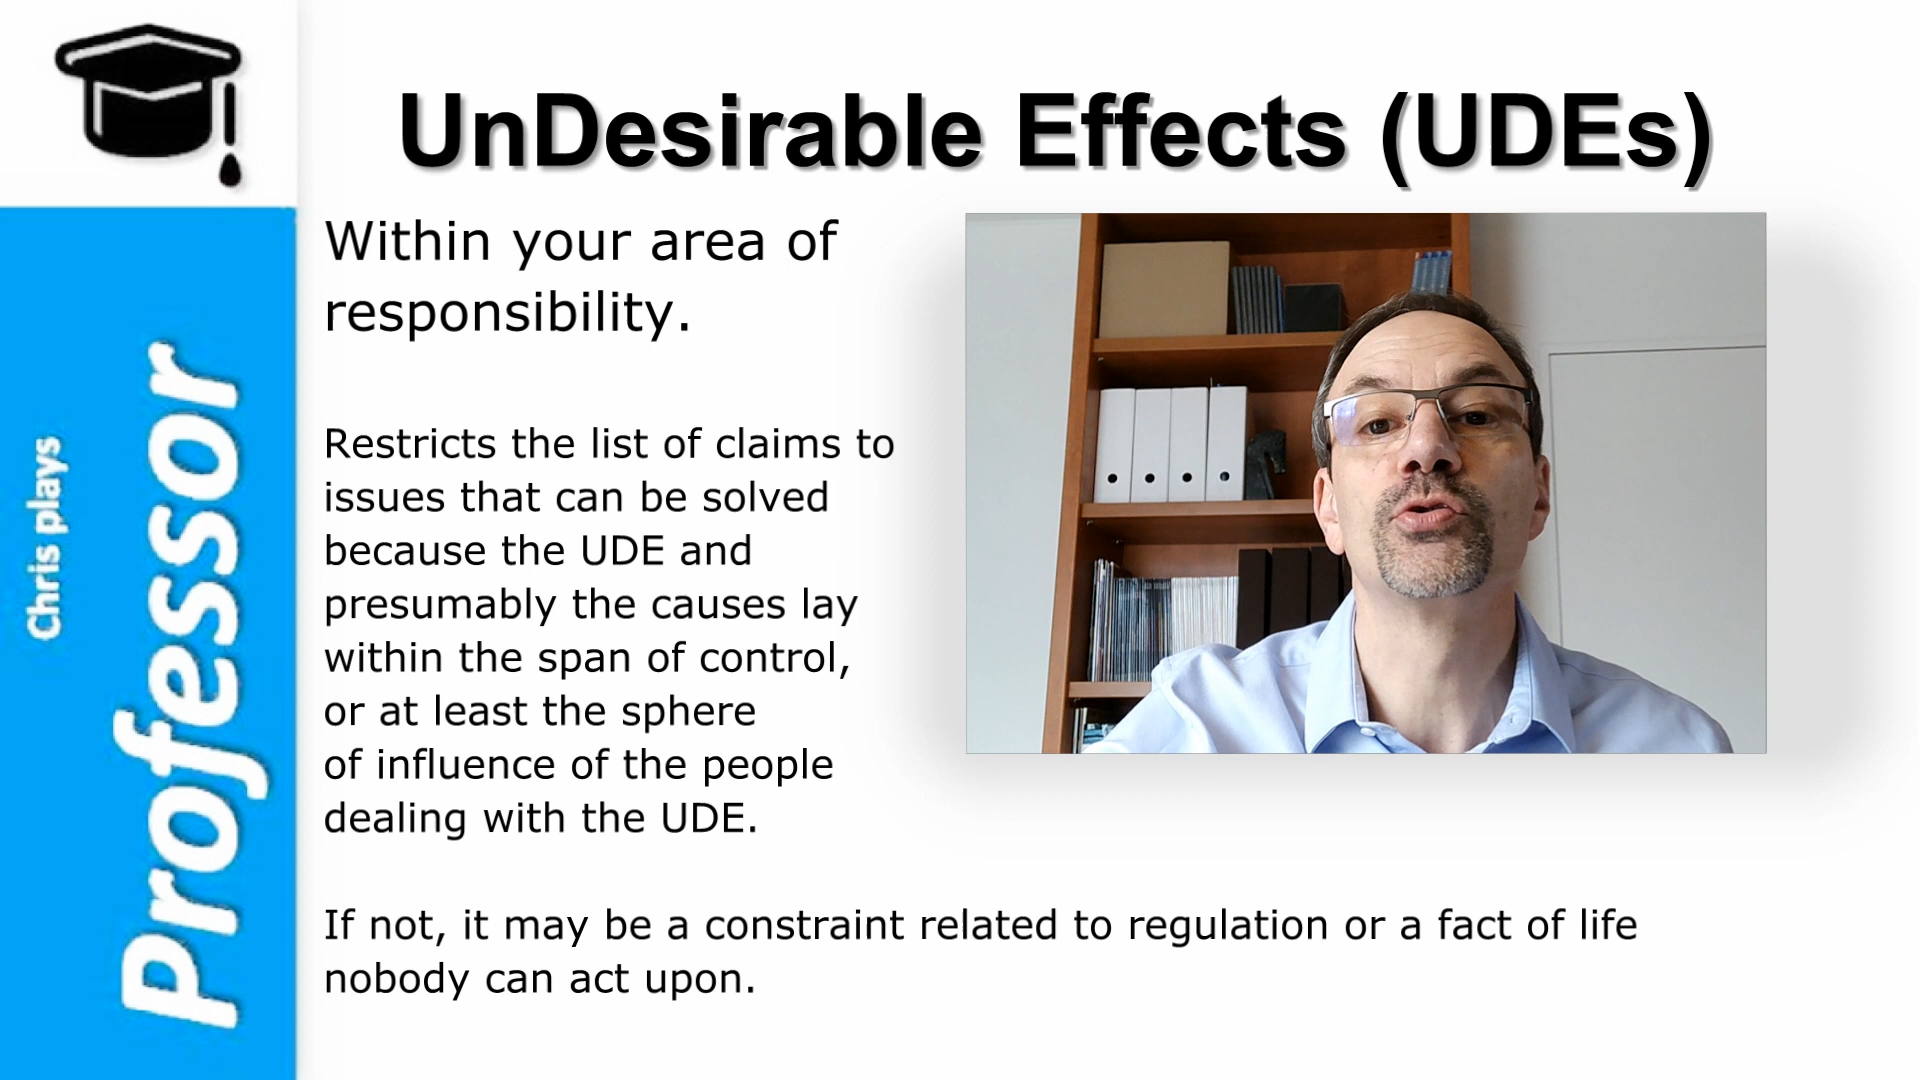 UnDesirable Effects (UDEs)
Within your area of
responsibility.
Restricts the list of claims to
issues that can be solved
because the UDE and
presumably the causes lay
within the span of control,
or at least the sphere
of influence of the people
dealing with the UDE.
If not, it may be a constraint related to regulation or a fact of life
nobody can act upon.
Chris plays
Professor